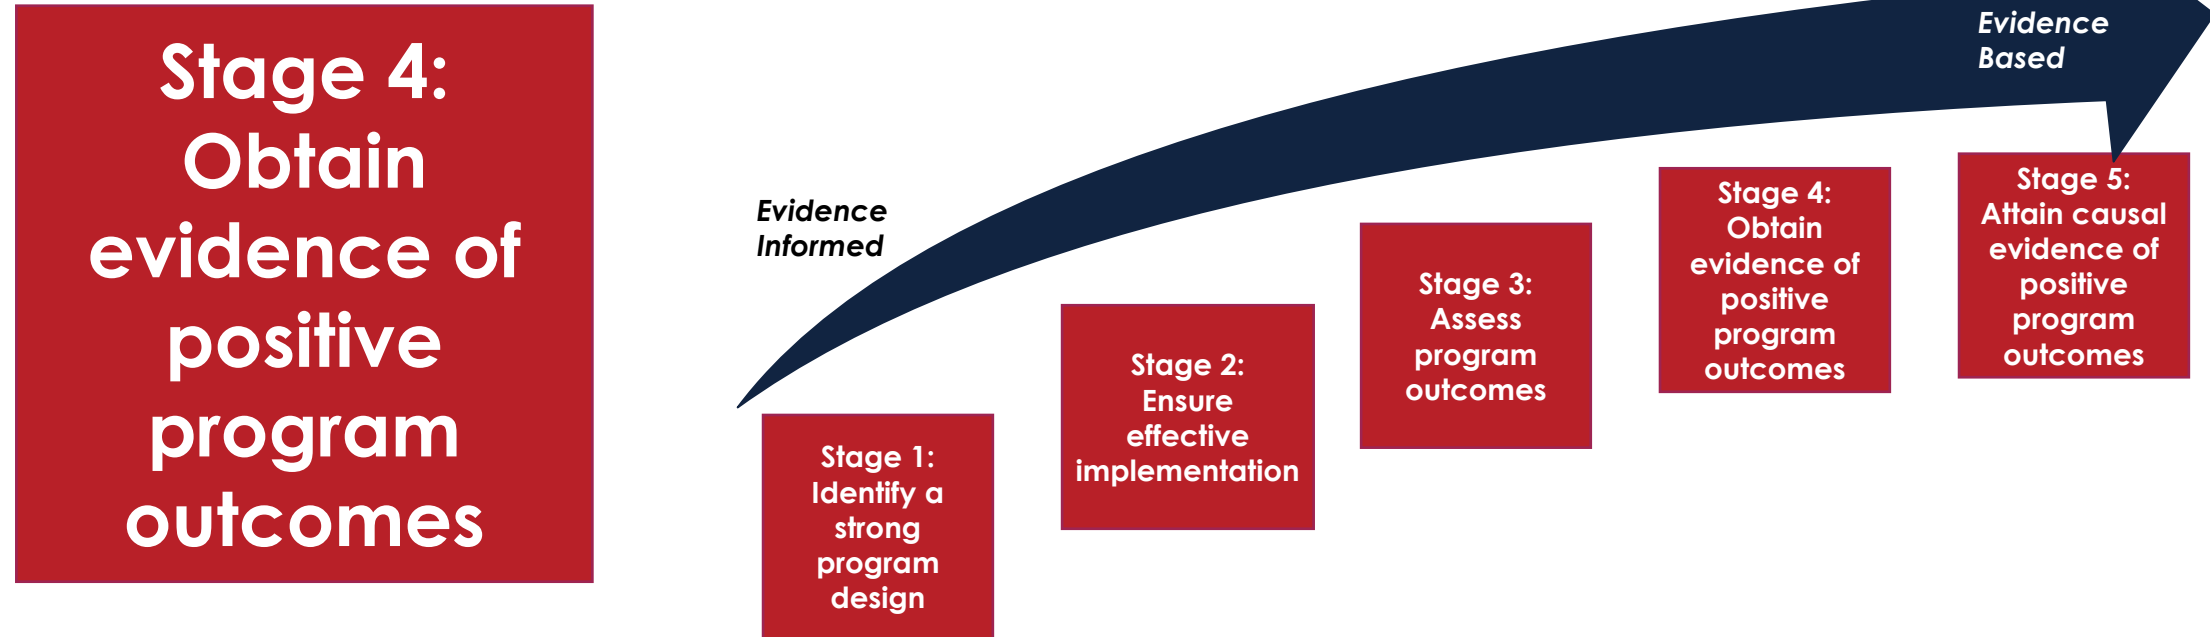 Stage 4:
Obtain
evidence of
positive
program
outcomes
Evidence
Informed
Evidence
Based
Stage 1:
Identify a
strong
program
design
Stage 2:
Ensure
effective
implementation
Stage 3:
Assess
program
outcomes
Stage 4:
Obtain
evidence of
positive
program
outcomes
Stage 5:
Attain causal
evidence of
positive
program
outcomes